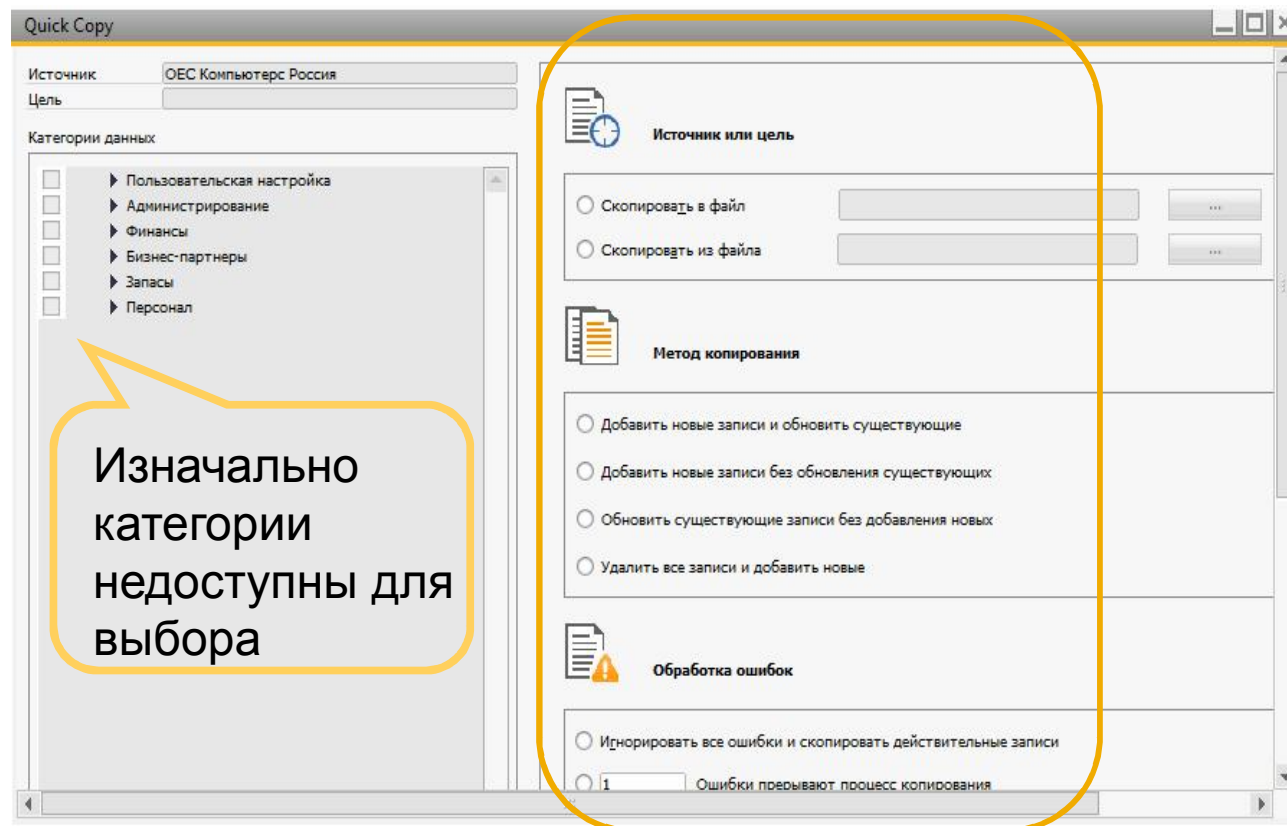 Quick Copy
Источник ОЕС Компьютерс Россия
Цель
Категории данных
Пользовательская настройка
Администрирование
Финансы
Бизнес-партнеры
Запасы
Персонал
Изначально
категории
недоступны для
выбора
Источник или цель
Скопировать в файл ...
Скопировать из файла ...
Метод копирования
Добавить новые записи и обновить существующие
Добавить новые записи без обновления существующих
Обновить существующие записи без добавления новых
Удалить все записи и добавить новые
Обработка ошибок
Игнорировать все ошибки и скопировать действительные записи
1 Ошибки прерывают процесс копирования